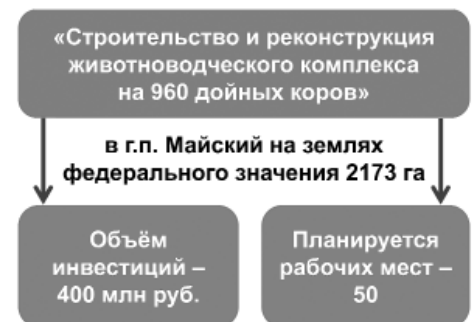 «Строительство и реконструкция
животноводческого комплекса
на 960 дойных коров»
в г.п. Майский на землях
федерального значения 2173 га
Объём
инвестиций –
400 млн руб.
Планируется
рабочих мест –
50